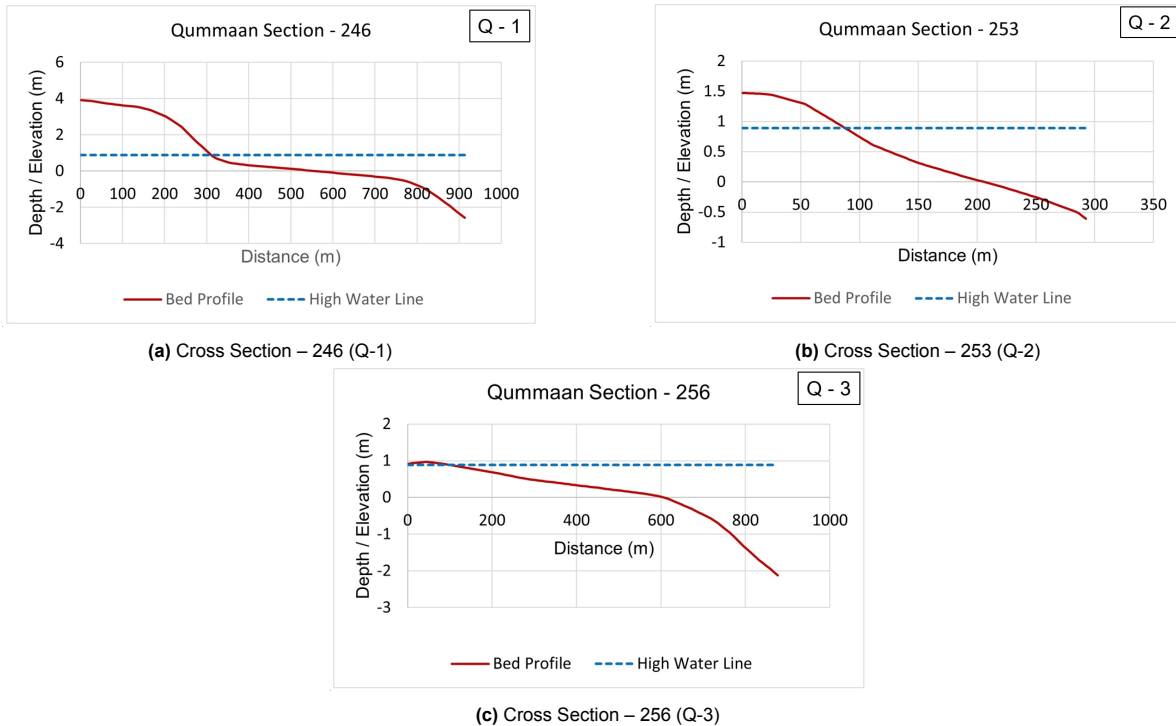 Qummaan Section - 246
Q - 1
Depth / Elevation (m)
6
4
2
0
-2
-4
0 100 200 300 400 500 600 700 800 900 1000
Distance (m)
Bed Profile High Water Line
(a) Cross Section – 246 (Q-1)
Qummaan Section - 253
Q - 2
Depth / Elevation (m)
2
1.5
1
0.5
0
-0.5
-1
0 50 100 150 200 250 300 350
Distance (m)
Bed Profile High Water Line
(b) Cross Section – 253 (Q-2)
Qummaan Section - 256
Q - 3
Depth / Elevation (m)
2
1
0
-1
-2
-3
0 200 400 600 800 1000
Distance (m)
Bed Profile High Water Line
(c) Cross Section – 256 (Q-3)